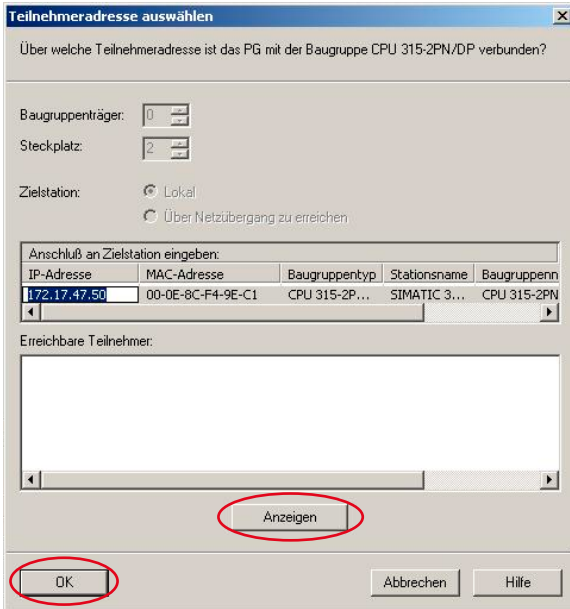 Teilnehmeradresse auswählen
Über welche Teilnehmeradresse ist das PG mit der Baugruppe CPU 315-2PN/DP verbunden?
Baugruppenträger: 0
Steckplatz: 2
Zielstation: Lokal
Über Netzübergang zu erreichen
Anschluß an Zielstation eingeben:
IP-Adresse MAC-Adresse Baugruppentyp Stationsname Baugruppenn
172.17.47.50 00-0E-8C-F4-9E-C1 CPU 315-2P... SIMATIC 3... CPU 315-2PN
Erreichbare Teilnehmer:
Anzeigen
OK Abbrechen Hilfe